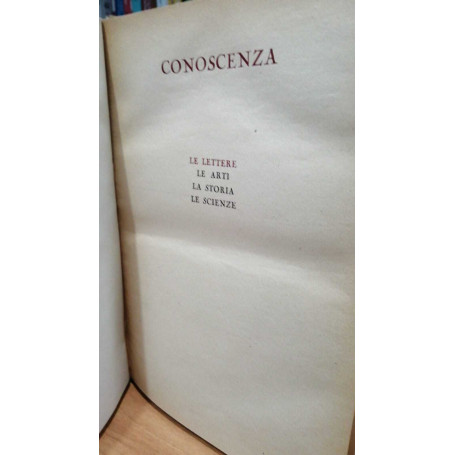 CONOSCENZA
LE LETTERE
LE ARTI
LA STORIA
LE SCIENZE